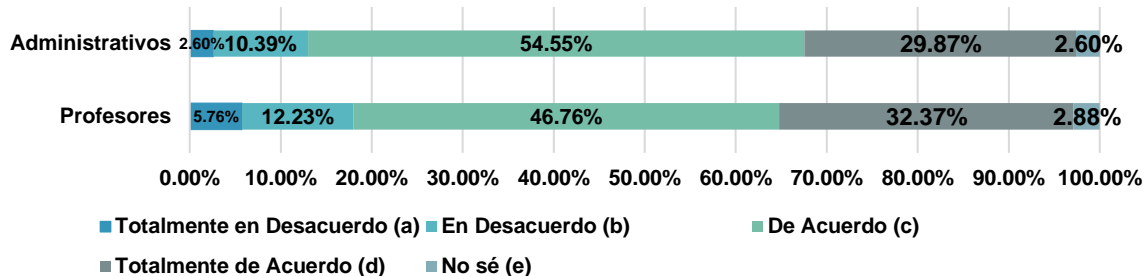 Administrativos 2.60% 10.39% 54.55% 29.87% 2.60%
Profesores 5.76% 12.23% 46.76% 32.37% 2.88%
0.00% 10.00% 20.00% 30.00% 40.00% 50.00% 60.00% 70.00% 80.00% 90.00% 100.00%
Totalmente en Desacuerdo (a) En Desacuerdo (b) De Acuerdo (c)
Totalmente de Acuerdo (d) No sé (e)